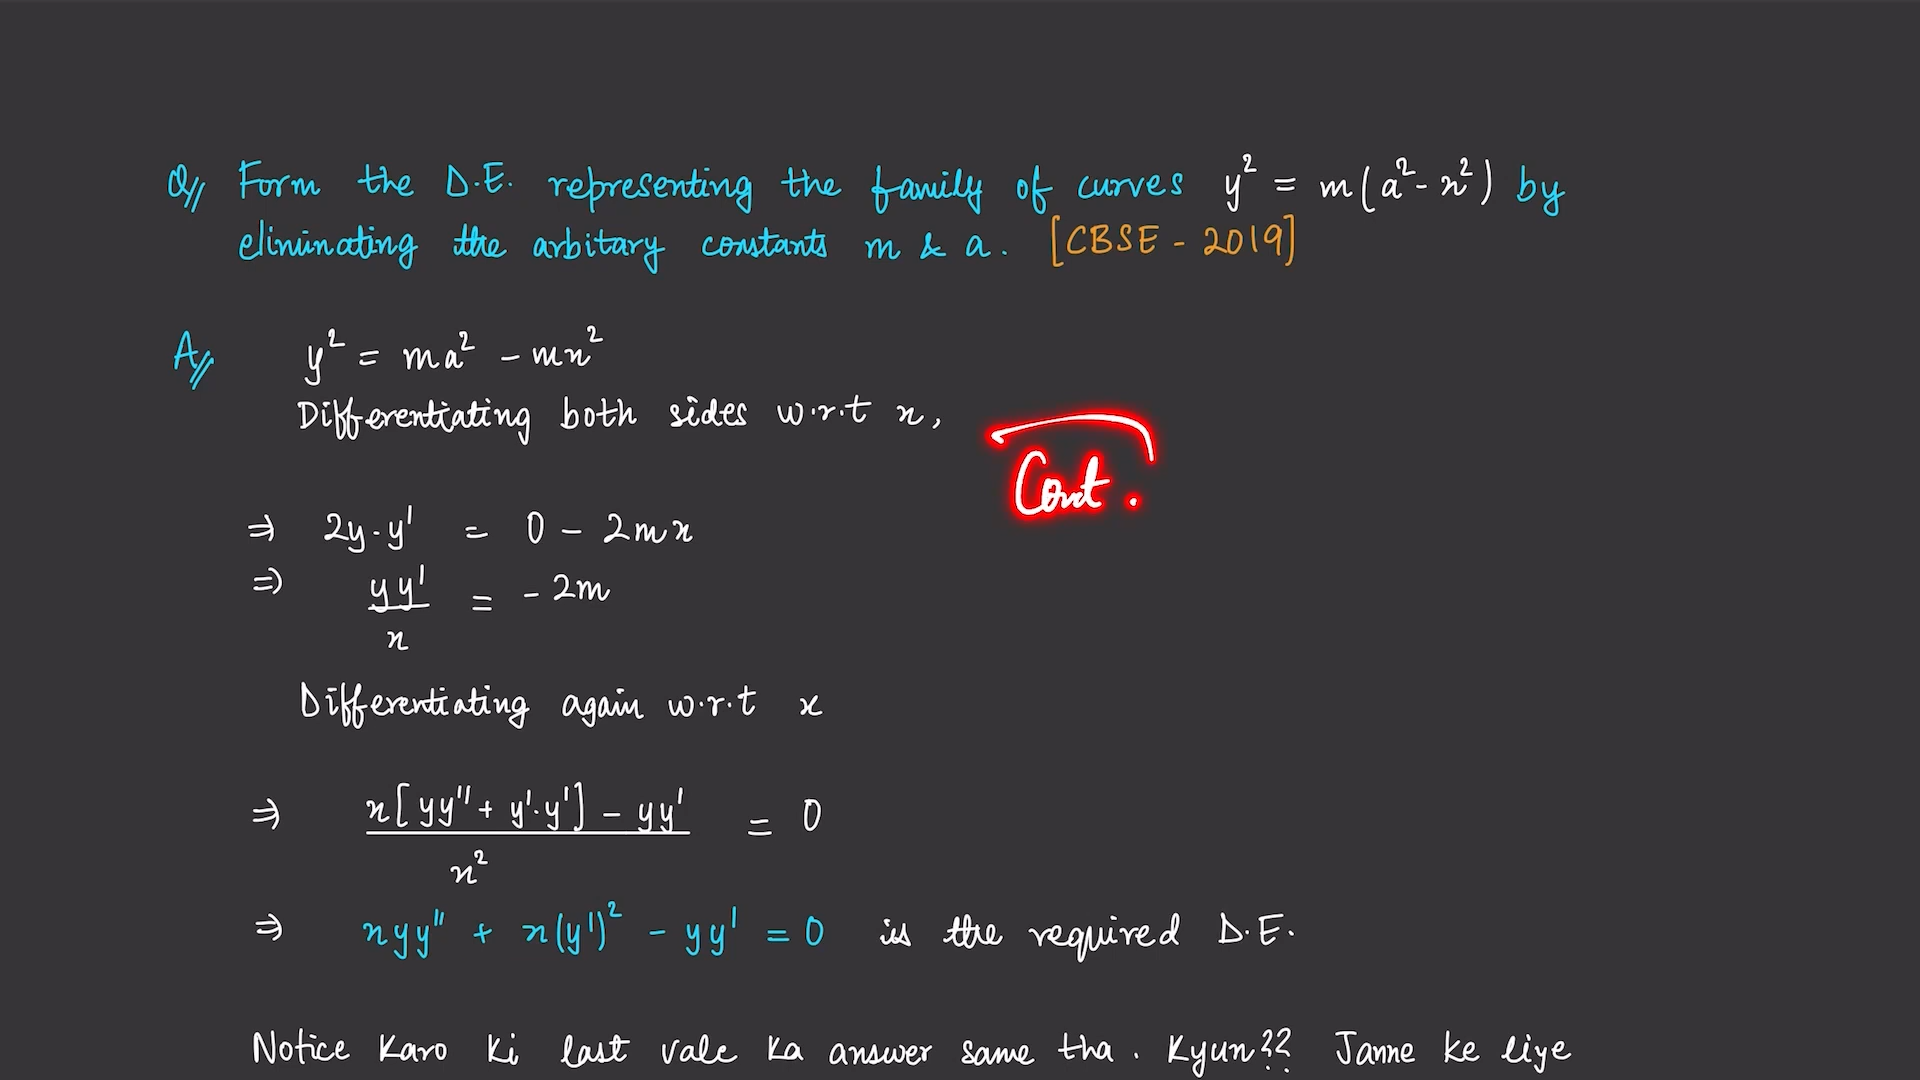 Q// Form the D.E. representing the family of curves y² = m(a² - x²) by
eliminating the arbitary constants m & a. [CBSE - 2019]
A// y² = ma² - mx²
Differentiating both sides w.r.t x,
Cont.
⇒ 2y·y' = 0 - 2mx
⇒ yy'/x = -2m
Differentiating again w.r.t x
⇒ x[yy'' + y'·y'] - yy' / x² = 0
⇒ xyy'' + x(y')² - yy' = 0 is the required D.E.
Notice Karo Ki last vale Ka answer same tha. Kyun?? Janne ke liye